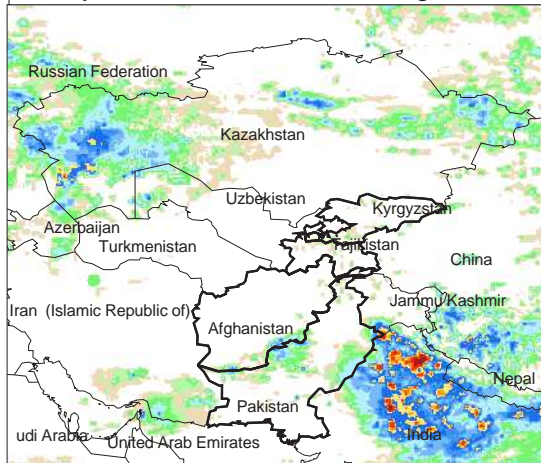 Russian Federation
Kazakhstan
Uzbekistan
Kyrgyzstan
Azerbaijan
Turkmenistan
Tajikistan
China
Iran (Islamic Republic of)
Jammu Kashmir
Afghanistan
Nepal
Pakistan
udi Arabia
United Arab Emirates
India